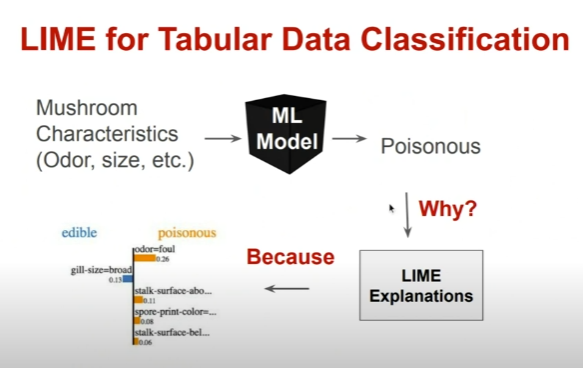 LIME for Tabular Data Classification
Mushroom
Characteristics
(Odor, size, etc.)
ML
Model
Poisonous
Why?
LIME
Explanations
Because
edible
poisonous
odor=foul
0.26
gill-size=broad
0.13
stalk-surface-abo...
0.11
spore-print-color=...
0.08
stalk-surface-bel...
0.06